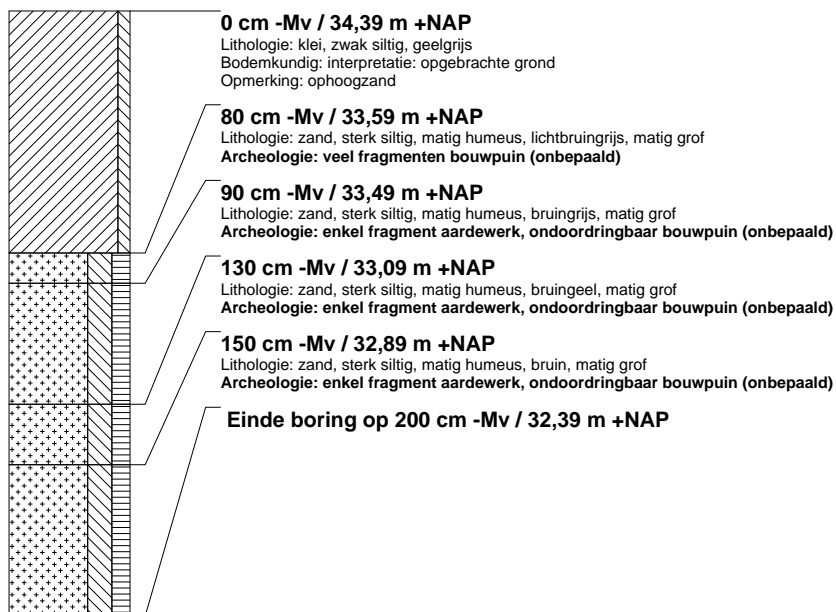 0 cm -Mv / 34,39 m +NAP
Lithologie: klei, zwak siltig, geelgrijs
Bodemkundig: interpretatie: opgebrachte grond
Opmerking: ophoogzand
80 cm -Mv / 33,59 m +NAP
Lithologie: zand, sterk siltig, matig humeus, lichtbruingrijs, matig grof
Archeologie: veel fragmenten bouwpuin (onbepaald)
90 cm -Mv / 33,49 m +NAP
Lithologie: zand, sterk siltig, matig humeus, bruingrijs, matig grof
Archeologie: enkel fragment aardewerk, ondoordringbaar bouwpuin (onbepaald)
130 cm -Mv / 33,09 m +NAP
Lithologie: zand, sterk siltig, matig humeus, bruingeel, matig grof
Archeologie: enkel fragment aardewerk, ondoordringbaar bouwpuin (onbepaald)
150 cm -Mv / 32,89 m +NAP
Lithologie: zand, sterk siltig, matig humeus, bruin, matig grof
Archeologie: enkel fragment aardewerk, ondoordringbaar bouwpuin (onbepaald)
Einde boring op 200 cm -Mv / 32,39 m +NAP